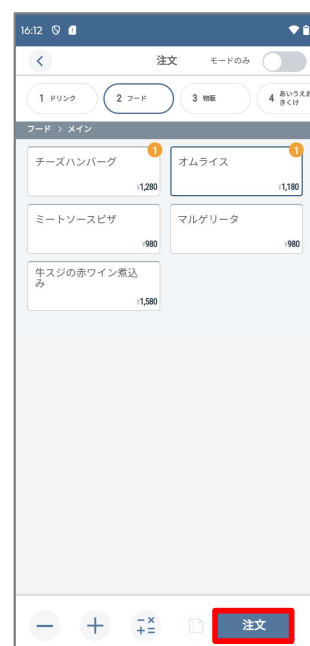 16:12
注文 モードのみ
1 ドリンク 2 フード 3 物販 4 あいうえお
きくけ
フード > メイン
1 1
チーズハンバーグ オムライス
¥1,280 ¥1,180
ミートソースピザ マルゲリータ
¥980 ¥980
牛スジの赤ワイン煮込
み
¥1,580
注文